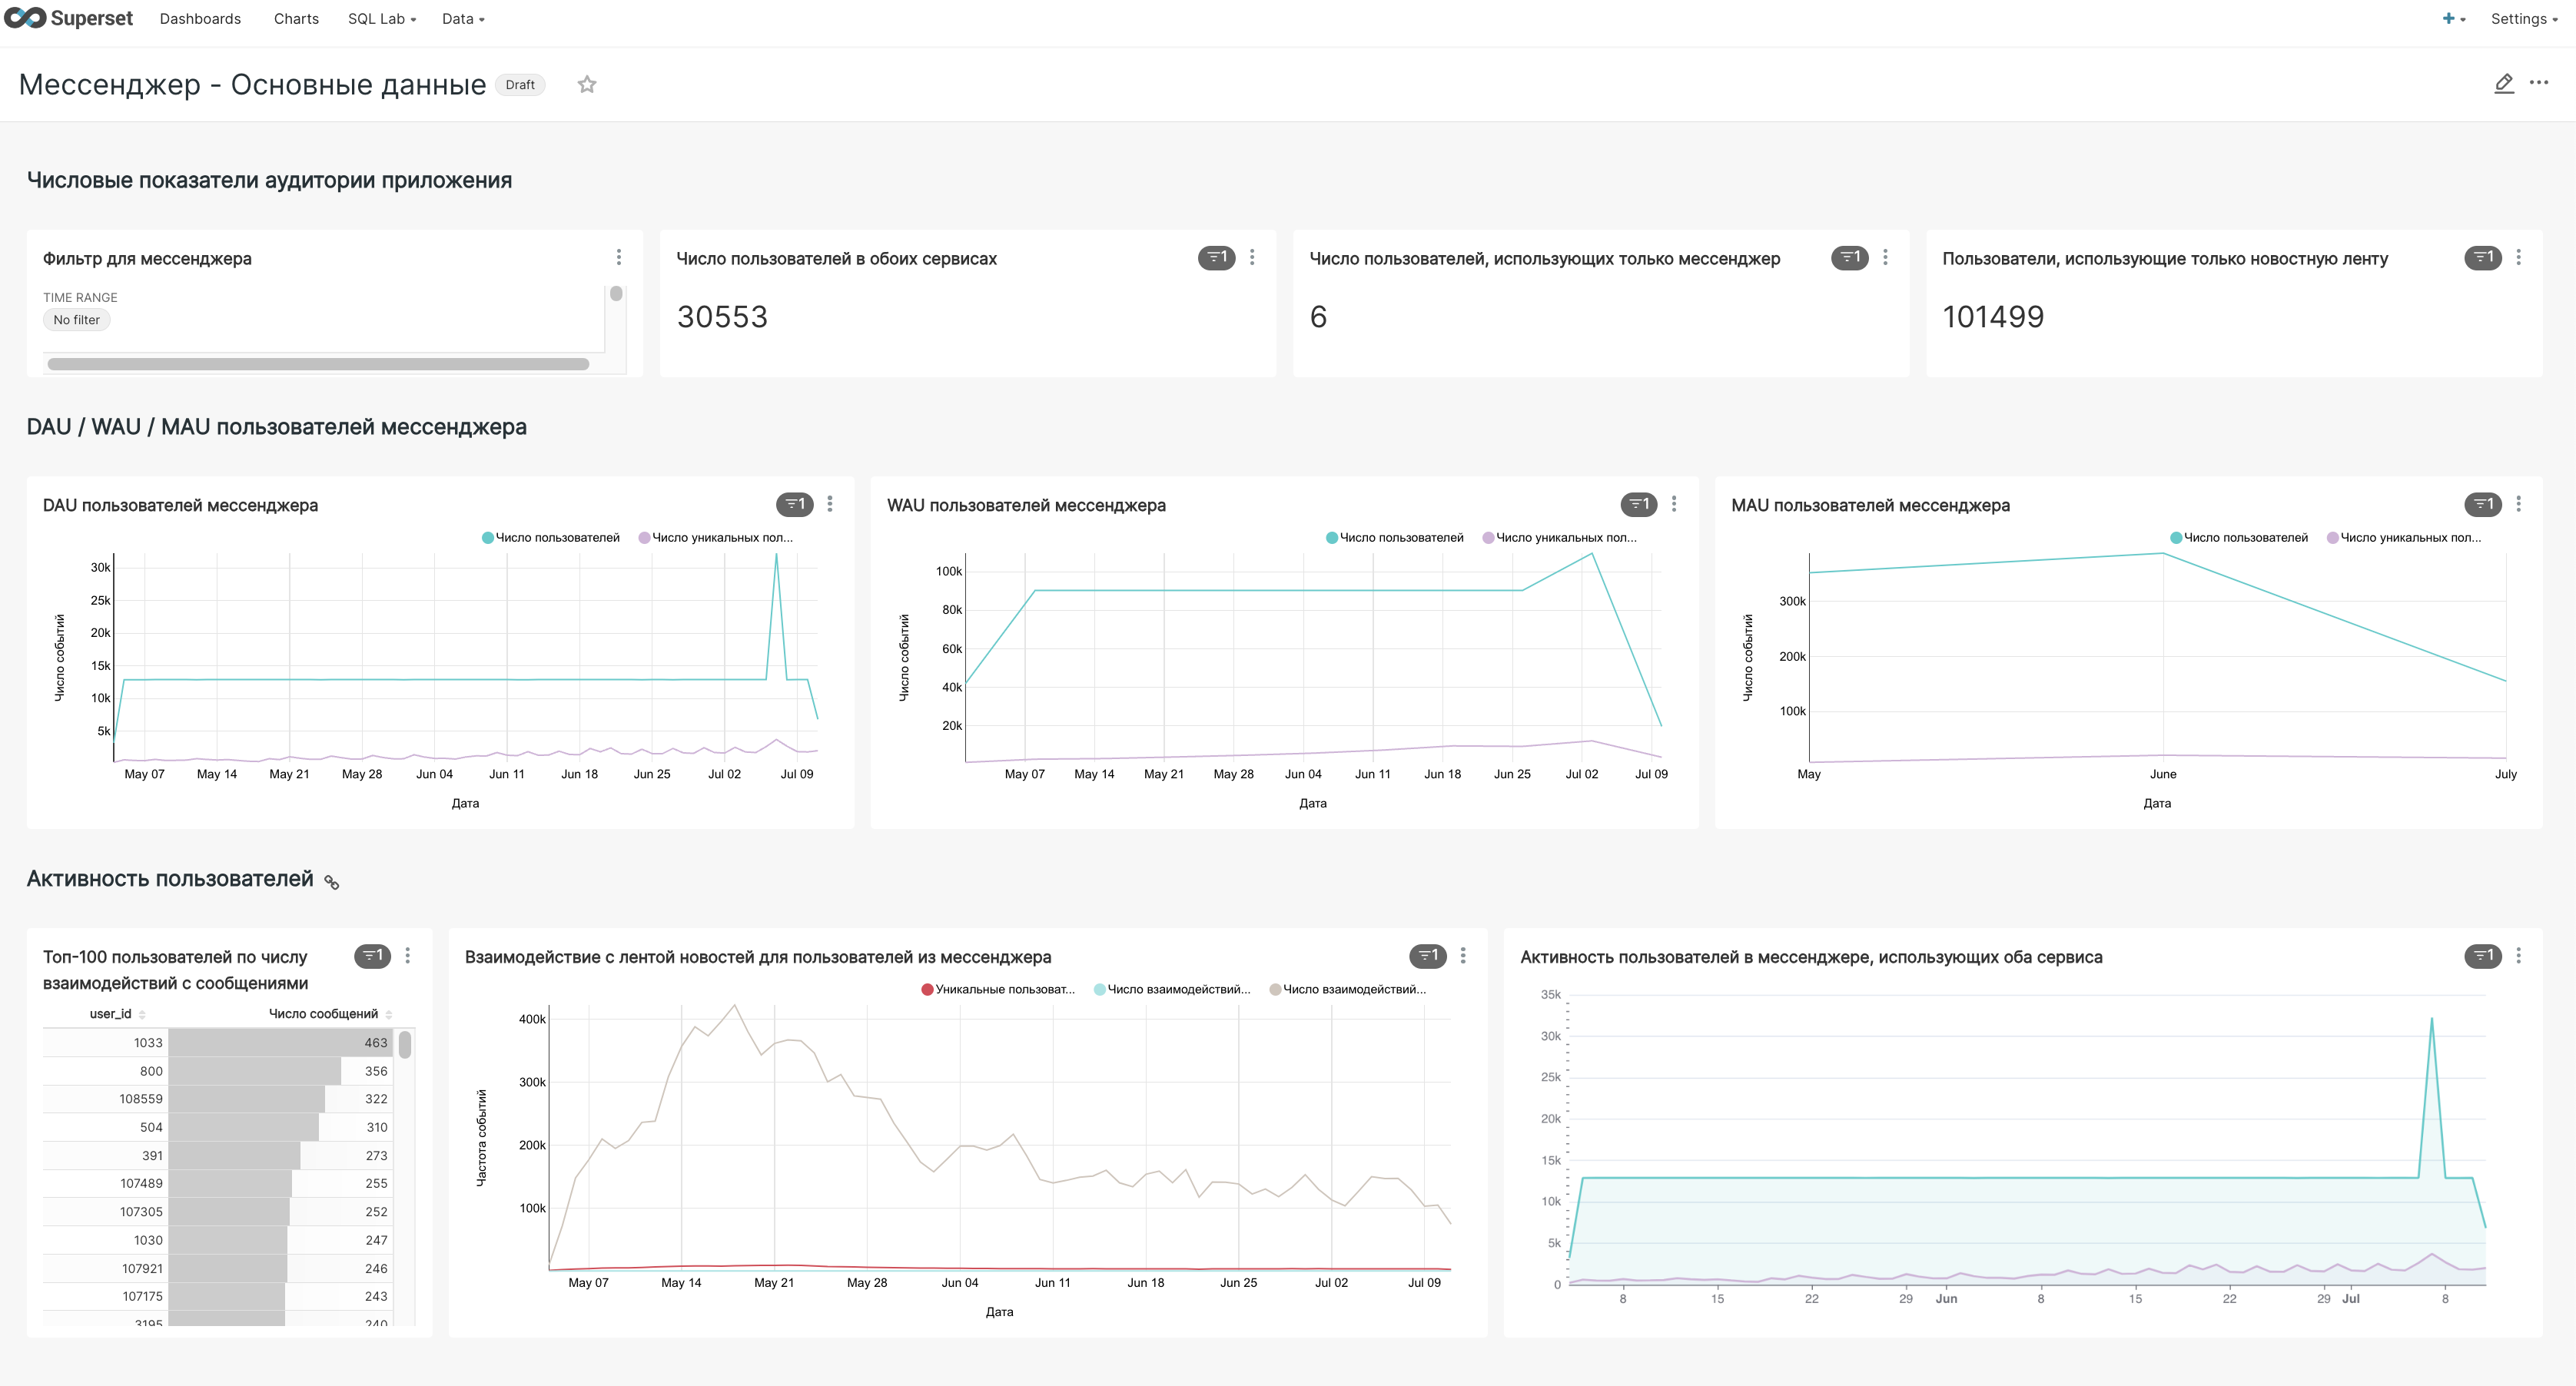 Superset Dashboards Charts SQL Lab Data Settings
Мессенджер - Основные данные Draft
Числовые показатели аудитории приложения
Фильтр для мессенджера
TIME RANGE
No filter
Число пользователей в обоих сервисах 1
30553
Число пользователей, использующих только мессенджер 1
6
Пользователи, использующие только новостную ленту 1
101499
DAU / WAU / MAU пользователей мессенджера
DAU пользователей мессенджера 1
Число пользователей Число уникальных пол...
30k
25k
20k
15k
10k
5k
Число событий
May 07 May 14 May 21 May 28 Jun 04 Jun 11 Jun 18 Jun 25 Jul 02 Jul 09
Дата
WAU пользователей мессенджера 1
Число пользователей Число уникальных пол...
100k
80k
60k
40k
20k
Число событий
May 07 May 14 May 21 May 28 Jun 04 Jun 11 Jun 18 Jun 25 Jul 02 Jul 09
Дата
MAU пользователей мессенджера 1
Число пользователей Число уникальных пол...
300k
200k
100k
Число событий
May June July
Дата
Активность пользователей
Топ-100 пользователей по числу 1
взаимодействий с сообщениями
user_id Число сообщений
1033 463
800 356
108559 322
504 310
391 273
107489 255
107305 252
1030 247
107921 246
107175 243
3195 240
Взаимодействие с лентой новостей для пользователей из мессенджера 1
Уникальные пользоват... Число взаимодействий... Число взаимодействий...
400k
300k
200k
100k
Частота событий
May 07 May 14 May 21 May 28 Jun 04 Jun 11 Jun 18 Jun 25 Jul 02 Jul 09
Дата
Активность пользователей в мессенджере, использующих оба сервиса 1
35k
30k
25k
20k
15k
10k
5k
0
8 15 22 29 Jun 8 15 22 29 Jul 8